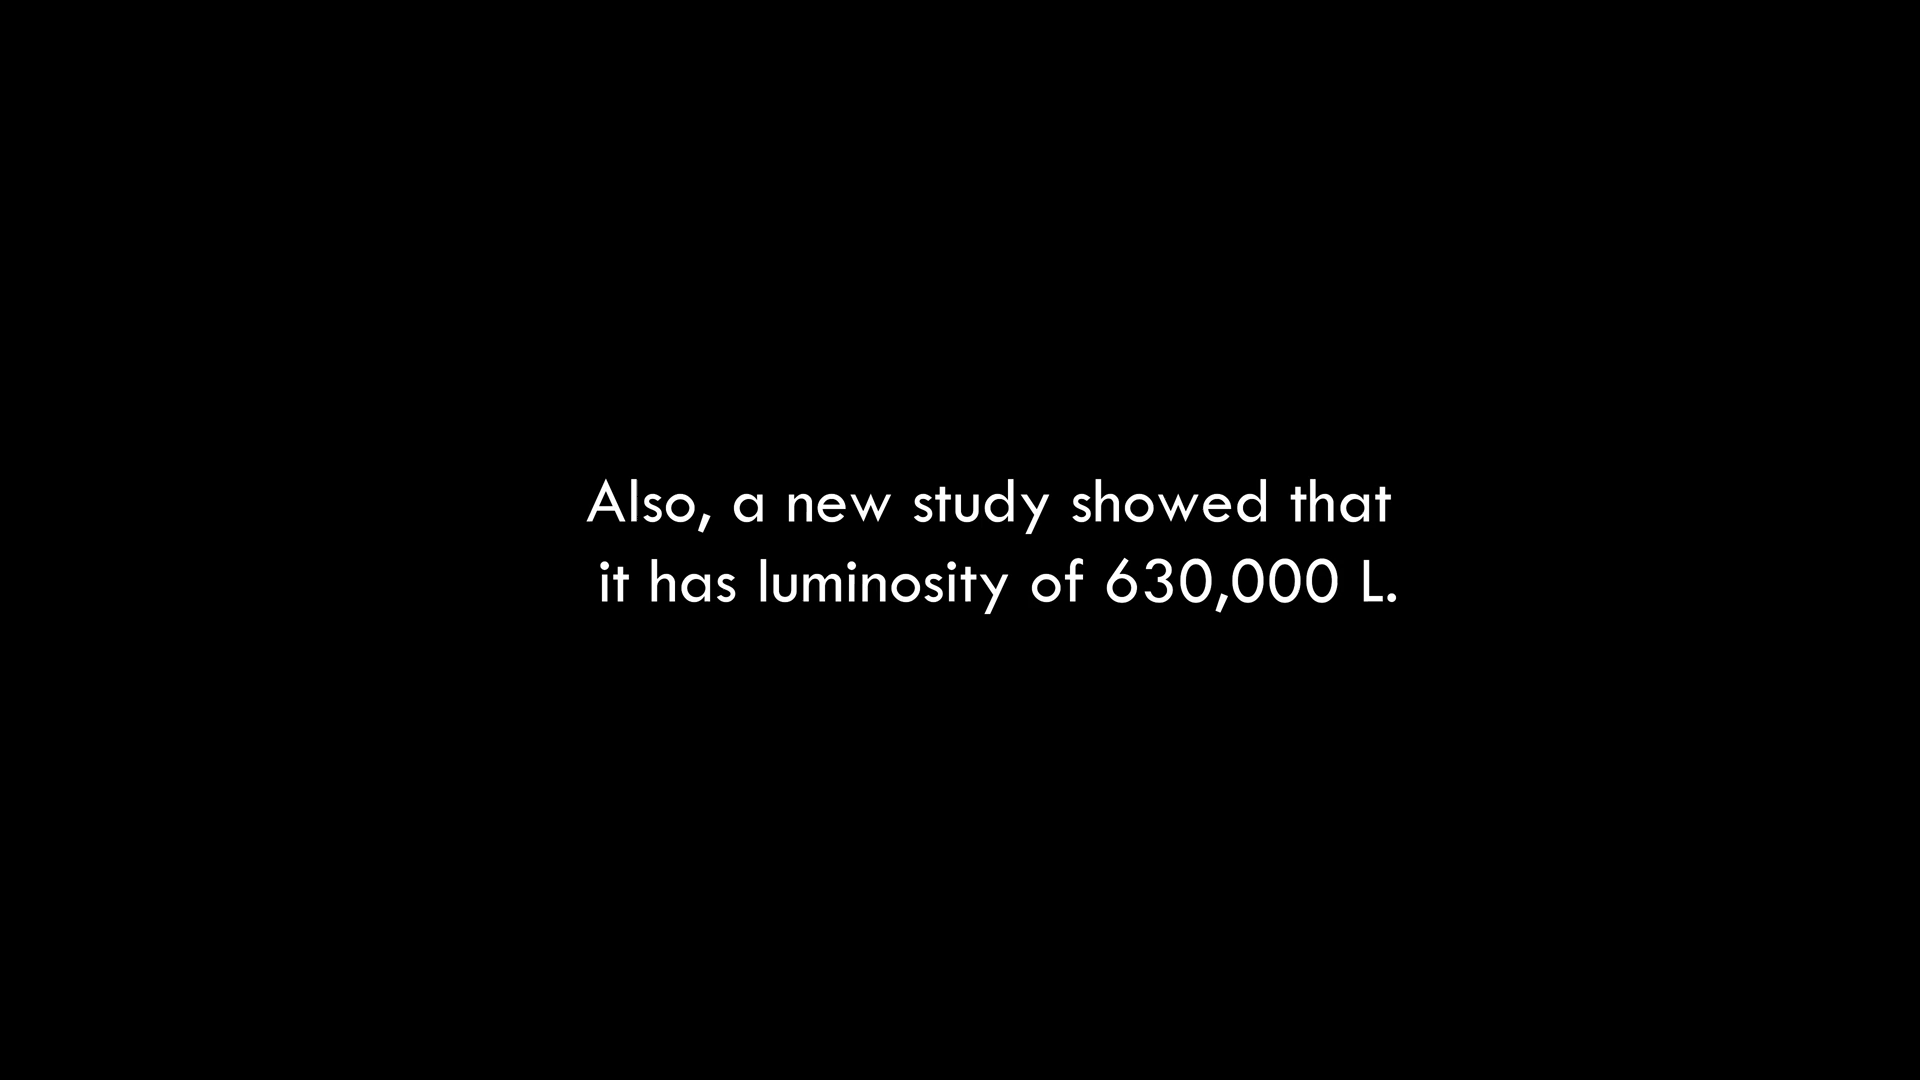 Also, a new study showed that
it has luminosity of 630,000 L.